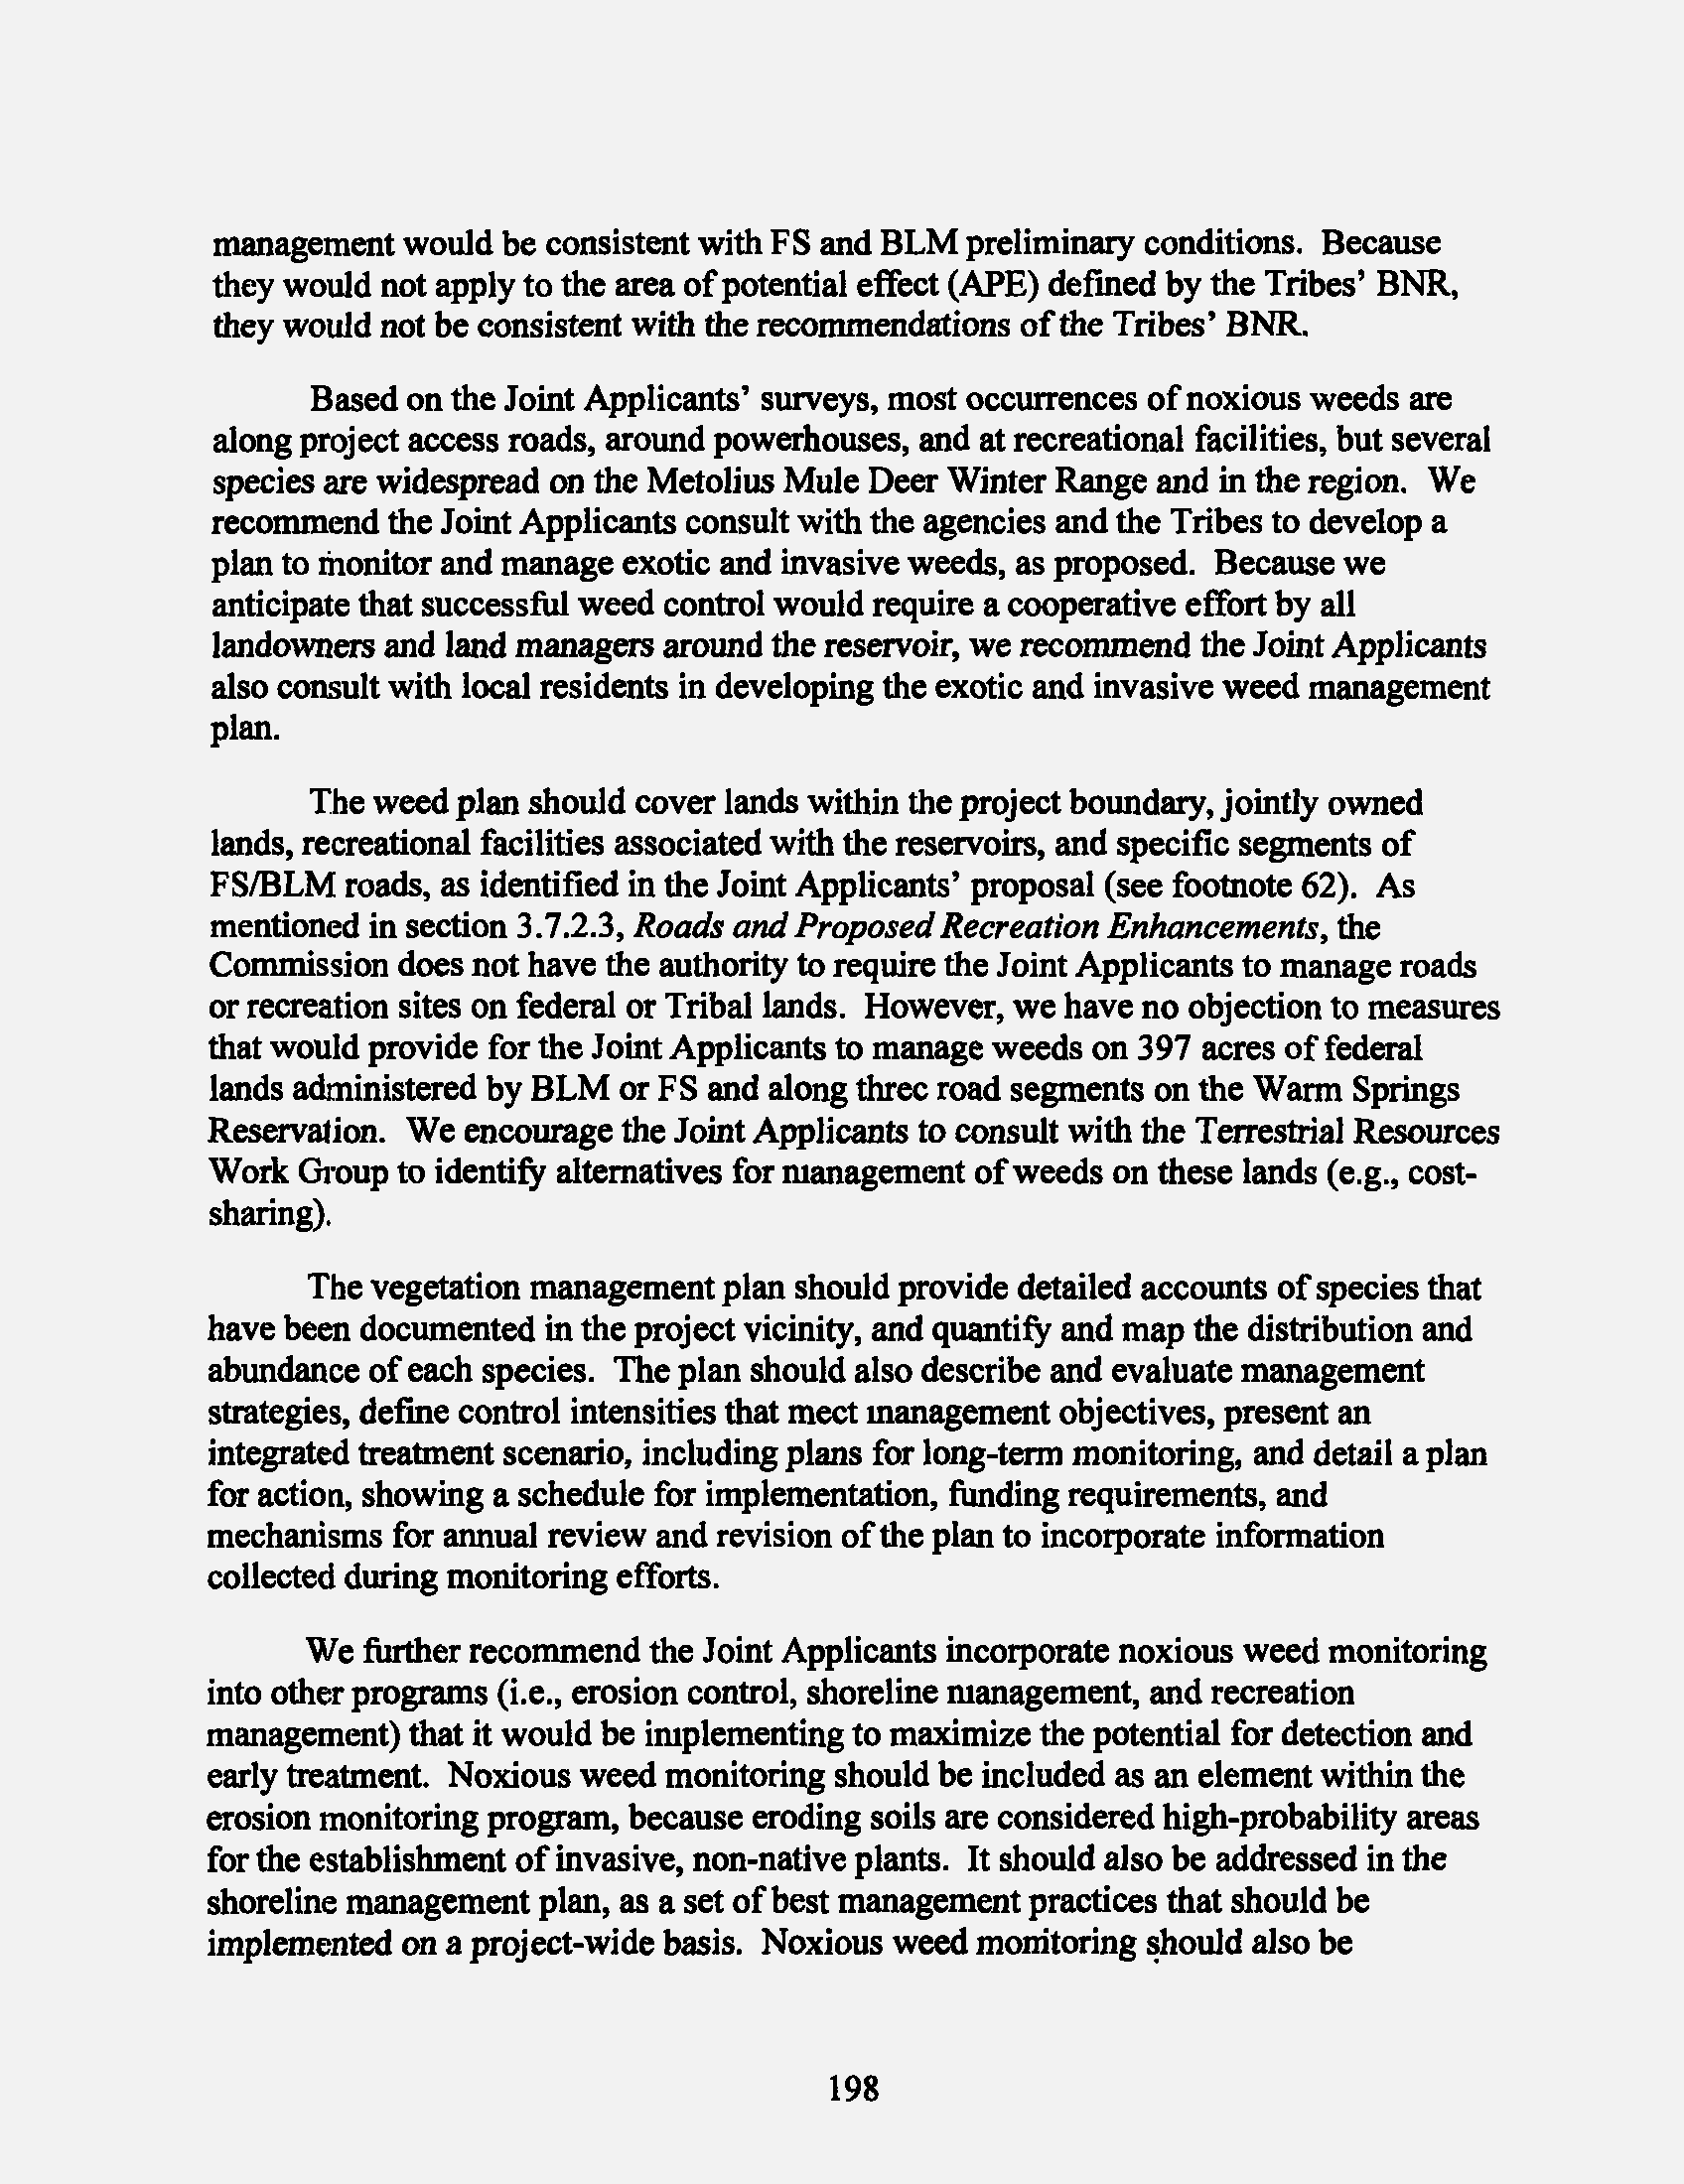 management would be consistent with FS and BLM preliminary conditions.  Because
they would not apply to the area of potential effect (APE) defined by the Tribes’ BNR,
they would not be consistent with the recommendations of the Tribes’ BNR.
Based on the Joint Applicants’ surveys, most occurrences of noxious weeds are
along project access roads, around powerhouses, and at recreational facilities, but several
species are widespread on the Metolius Mule Deer Winter Range and in the region.  We
recommend the Joint Applicants consult with the agencies and the Tribes to develop a
plan to monitor and manage exotic and invasive weeds, as proposed.  Because we
anticipate that successful weed control would require a cooperative effort by all
landowners and land managers around the reservoir, we recommend the Joint Applicants
also consult with local residents in developing the exotic and invasive weed management
plan.
The weed plan should cover lands within the project boundary, jointly owned
lands, recreational facilities associated with the reservoirs, and specific segments of
FS/BLM roads, as identified in the Joint Applicants’ proposal (see footnote 62).  As
mentioned in section 3.7.2.3, Roads and Proposed Recreation Enhancements, the
Commission does not have the authority to require the Joint Applicants to manage roads
or recreation sites on federal or Tribal lands.  However, we have no objection to measures
that would provide for the Joint Applicants to manage weeds on 397 acres of federal
lands administered by BLM or FS and along three road segments on the Warm Springs
Reservation.  We encourage the Joint Applicants to consult with the Terrestrial Resources
Work Group to identify alternatives for management of weeds on these lands (e.g., cost-
sharing).
The vegetation management plan should provide detailed accounts of species that
have been documented in the project vicinity, and quantify and map the distribution and
abundance of each species.  The plan should also describe and evaluate management
strategies, define control intensities that meet management objectives, present an
integrated treatment scenario, including plans for long-term monitoring, and detail a plan
for action, showing a schedule for implementation, funding requirements, and
mechanisms for annual review and revision of the plan to incorporate information
collected during monitoring efforts.
We further recommend the Joint Applicants incorporate noxious weed monitoring
into other programs (i.e., erosion control, shoreline management, and recreation
management) that it would be implementing to maximize the potential for detection and
early treatment.  Noxious weed monitoring should be included as an element within the
erosion monitoring program, because eroding soils are considered high-probability areas
for the establishment of invasive, non-native plants.  It should also be addressed in the
shoreline management plan, as a set of best management practices that should be
implemented on a project-wide basis.  Noxious weed monitoring should also be
198